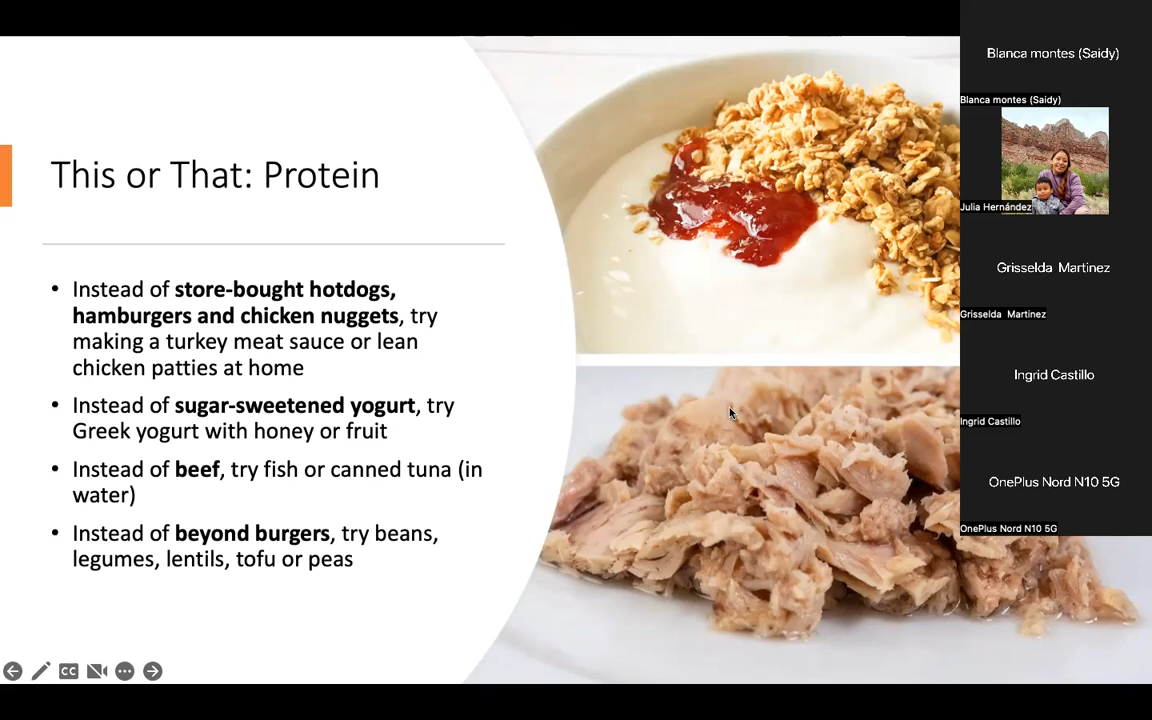 This or That: Protein
• Instead of store-bought hotdogs,
hamburgers and chicken nuggets, try
making a turkey meat sauce or lean
chicken patties at home
• Instead of sugar-sweetened yogurt, try
Greek yogurt with honey or fruit
• Instead of beef, try fish or canned tuna (in
water)
• Instead of beyond burgers, try beans,
legumes, lentils, tofu or peas
CC
Blanca montes (Saidy)
Blanca montes (Saidy)
Julia Hernández
Grisselda Martinez
Grisselda Martinez
Ingrid Castillo
Ingrid Castillo
OnePlus Nord N10 5G
OnePlus Nord N10 5G